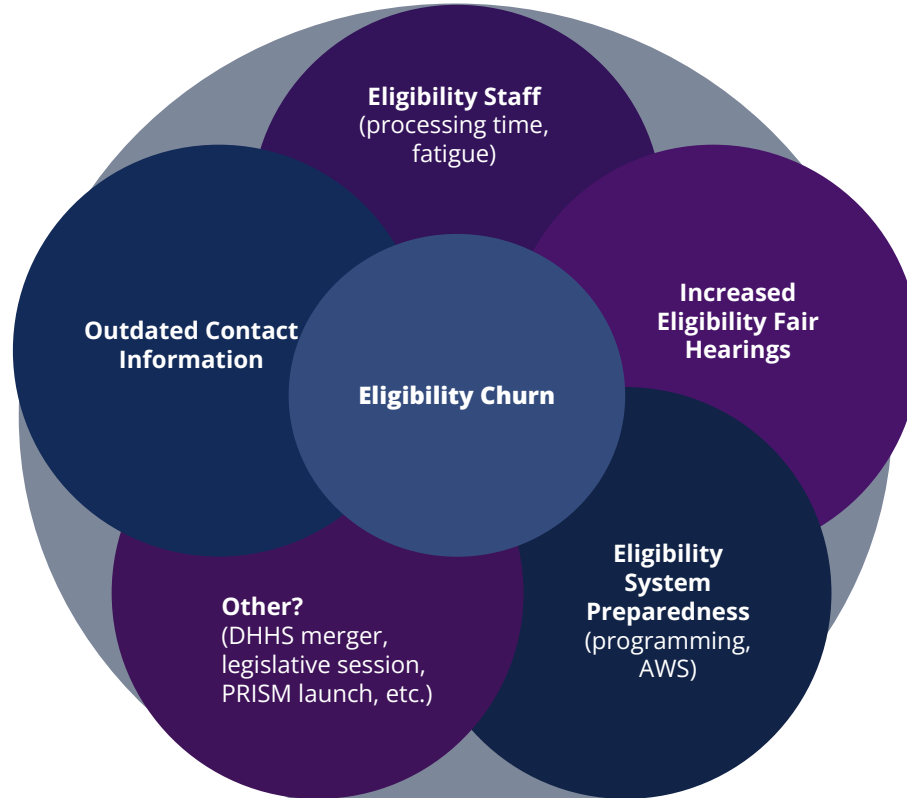 Eligibility Staff
(processing time,
fatigue)
Increased
Eligibility Fair
Hearings
Outdated Contact
Information
Eligibility Churn
Eligibility
System
Preparedness
(programming,
AWS)
Other?
(DHHS merger,
legislative session,
PRISM launch, etc.)